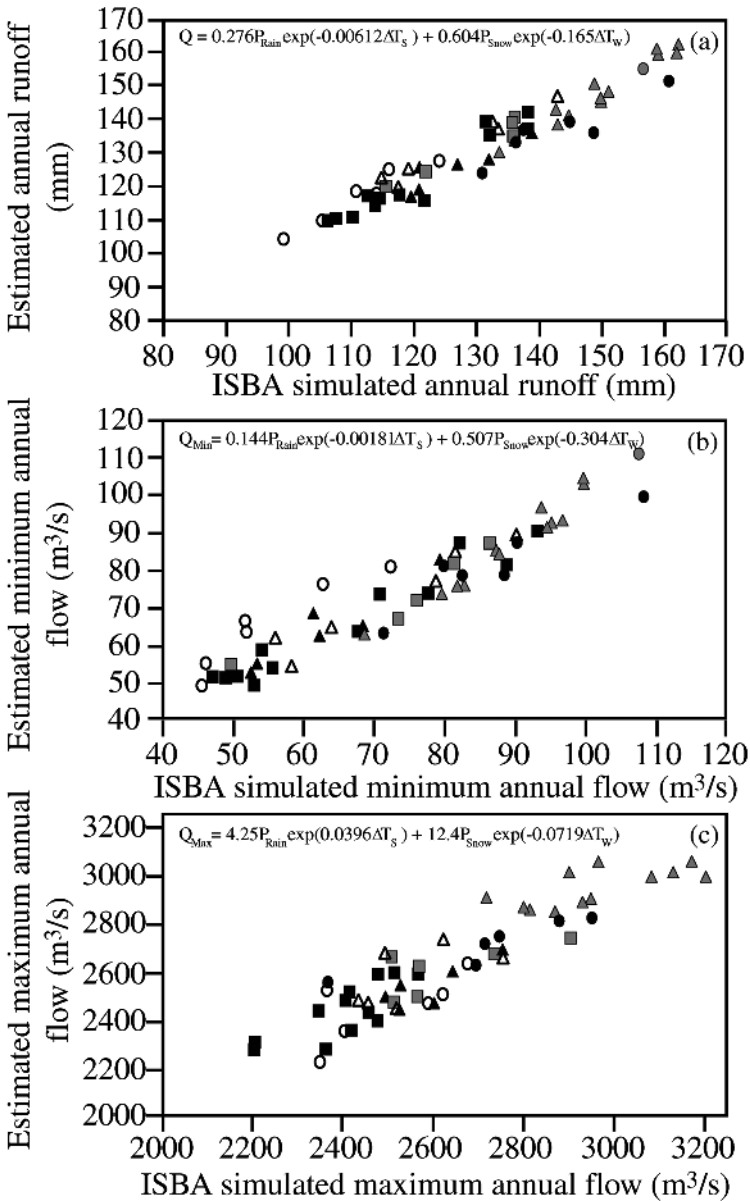 Q = 0.276P_Rain exp(-0.00612ΔT_S) + 0.604P_Snow exp(-0.165ΔT_W)
(a)
Estimated annual runoff
(mm)
170
160
150
140
130
120
110
100
90
80
80 90 100 110 120 130 140 150 160 170
ISBA simulated annual runoff (mm)
Q_Min = 0.144P_Rain exp(-0.00181ΔT_S) + 0.507P_Snow exp(-0.304ΔT_W)
(b)
Estimated minimum annual
flow (m³/s)
120
110
100
90
80
70
60
50
40
40 50 60 70 80 90 100 110 120
ISBA simulated minimum annual flow (m³/s)
Q_Max = 4.25P_Rain exp(0.0396ΔT_S) + 12.4P_Snow exp(-0.0719ΔT_W)
(c)
Estimated maximum annual
flow (m³/s)
3200
3000
2800
2600
2400
2200
2000
2000 2200 2400 2600 2800 3000 3200
ISBA simulated maximum annual flow (m³/s)